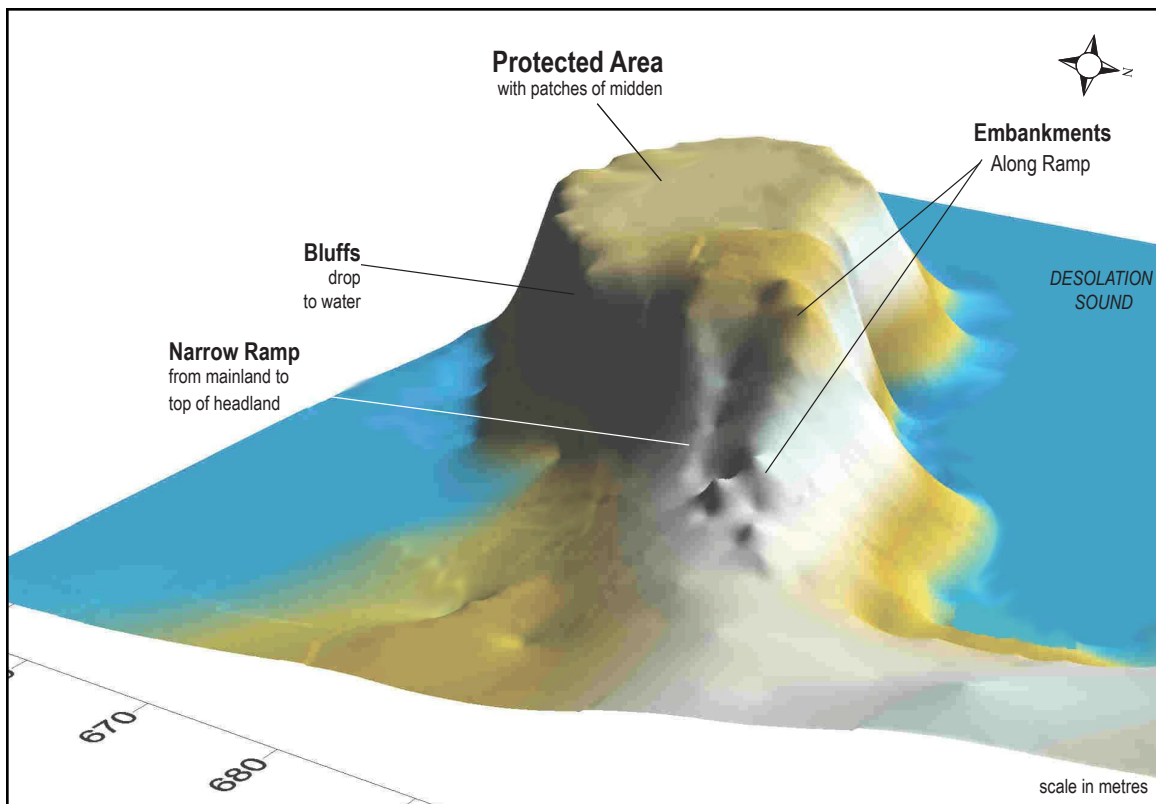 Protected Area
with patches of midden
N
Embankments
Along Ramp
Bluffs
drop
to water
DESOLATION
SOUND
Narrow Ramp
from mainland to
top of headland
670
680
scale in metres